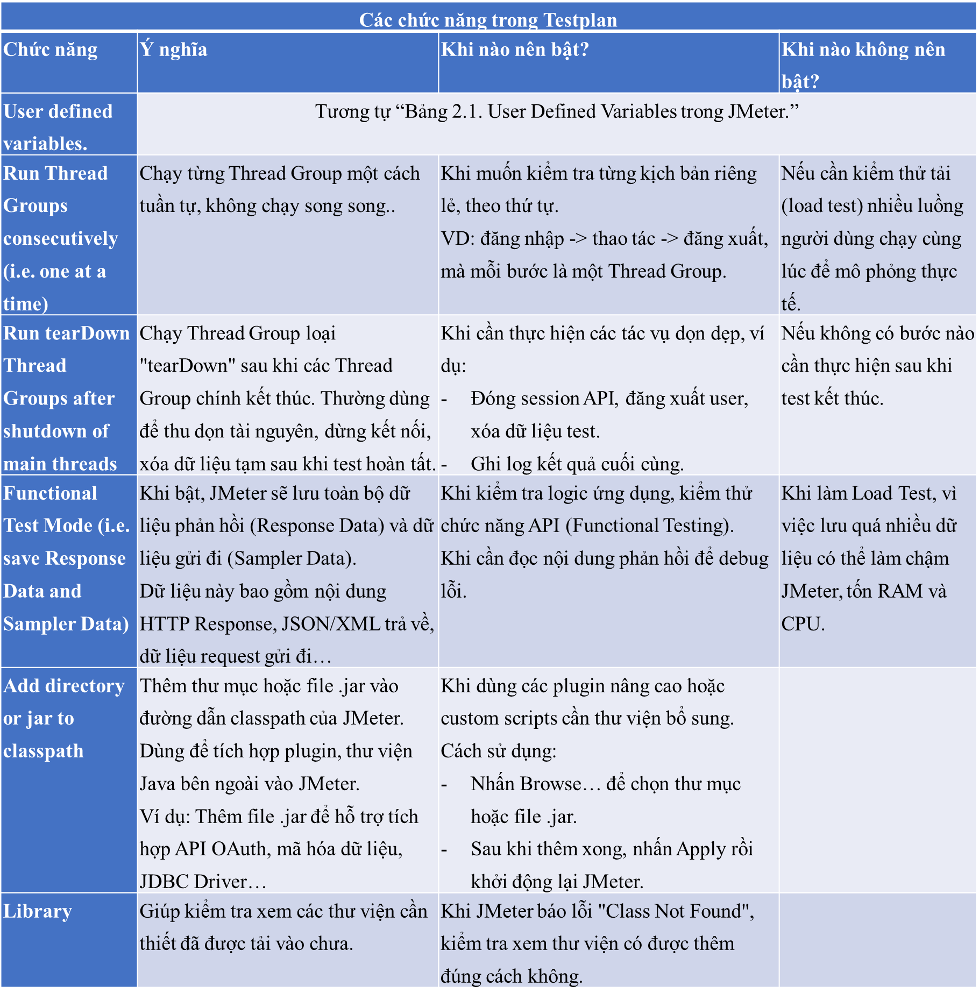 Các chức năng trong Testplan
Chức năng
Ý nghĩa
Khi nào nên bật?
Khi nào không nên
bật?
User defined
variables.
Tương tự “Bảng 2.1. User Defined Variables trong JMeter.”
Run Thread
Groups
consecutively
(i.e. one at a
time)
Chạy từng Thread Group một cách
tuần tự, không chạy song song..
Khi muốn kiểm tra từng kịch bản riêng
lẻ, theo thứ tự.
VD: đăng nhập -> thao tác -> đăng xuất,
mà mỗi bước là một Thread Group.
Nếu cần kiểm thử tải
(load test) nhiều luồng
người dùng chạy cùng
lúc để mô phỏng thực
tế.
Run tearDown
Thread
Groups after
shutdown of
main threads
Chạy Thread Group loại
"tearDown" sau khi các Thread
Group chính kết thúc. Thường dùng
để thu dọn tài nguyên, dừng kết nối,
xóa dữ liệu tạm sau khi test hoàn tất.
Khi cần thực hiện các tác vụ dọn dẹp, ví
dụ:
- Đóng session API, đăng xuất user,
xóa dữ liệu test.
- Ghi log kết quả cuối cùng.
Nếu không có bước nào
cần thực hiện sau khi
test kết thúc.
Functional
Test Mode (i.e.
save Response
Data and
Sampler Data)
Khi bật, JMeter sẽ lưu toàn bộ dữ
liệu phản hồi (Response Data) và dữ
liệu gửi đi (Sampler Data).
Dữ liệu này bao gồm nội dung
HTTP Response, JSON/XML trả về,
dữ liệu request gửi đi…
Khi kiểm tra logic ứng dụng, kiểm thử
chức năng API (Functional Testing).
Khi cần đọc nội dung phản hồi để debug
lỗi.
Khi làm Load Test, vì
việc lưu quá nhiều dữ
liệu có thể làm chậm
JMeter, tốn RAM và
CPU.
Add directory
or jar to
classpath
Thêm thư mục hoặc file .jar vào
đường dẫn classpath của JMeter.
Dùng để tích hợp plugin, thư viện
Java bên ngoài vào JMeter.
Ví dụ: Thêm file .jar để hỗ trợ tích
hợp API OAuth, mã hóa dữ liệu,
JDBC Driver…
Khi dùng các plugin nâng cao hoặc
custom scripts cần thư viện bổ sung.
Cách sử dụng:
- Nhấn Browse… để chọn thư mục
hoặc file .jar.
- Sau khi thêm xong, nhấn Apply rồi
khởi động lại JMeter.
Library
Giúp kiểm tra xem các thư viện cần
thiết đã được tải vào chưa.
Khi JMeter báo lỗi "Class Not Found",
kiểm tra xem thư viện có được thêm
đúng cách không.